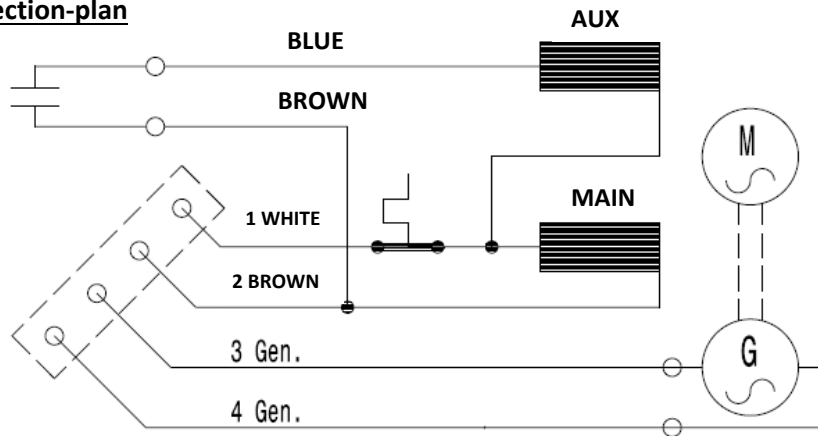 ection-plan
AUX
BLUE
BROWN
M
MAIN
1 WHITE
2 BROWN
3 Gen.
G
4 Gen.